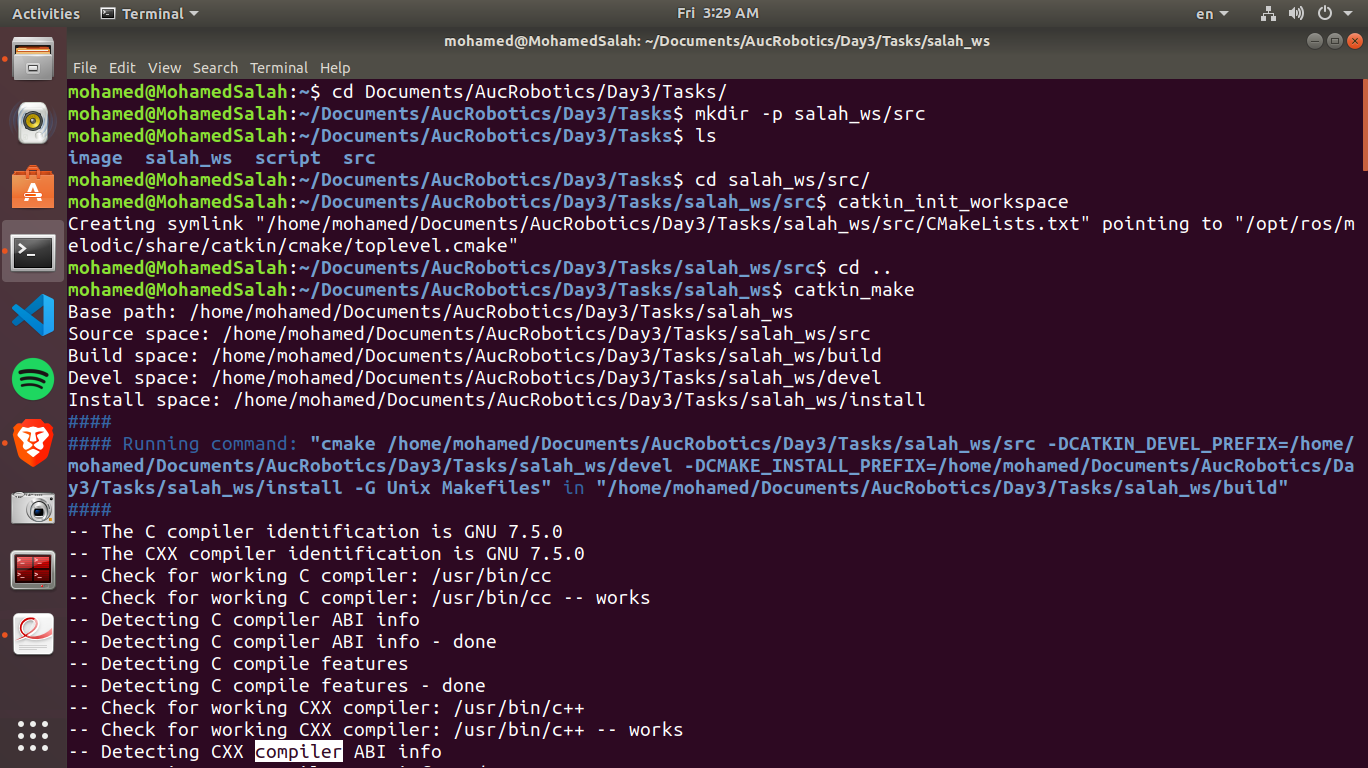 Activities Terminal Fri 3:29 AM en
mohamed@MohamedSalah: ~/Documents/AucRobotics/Day3/Tasks/salah_ws
File Edit View Search Terminal Help
mohamed@MohamedSalah:~$ cd Documents/AucRobotics/Day3/Tasks/
mohamed@MohamedSalah:~/Documents/AucRobotics/Day3/Tasks$ mkdir -p salah_ws/src
mohamed@MohamedSalah:~/Documents/AucRobotics/Day3/Tasks$ ls
image salah_ws script src
mohamed@MohamedSalah:~/Documents/AucRobotics/Day3/Tasks$ cd salah_ws/src/
mohamed@MohamedSalah:~/Documents/AucRobotics/Day3/Tasks/salah_ws/src$ catkin_init_workspace
Creating symlink "/home/mohamed/Documents/AucRobotics/Day3/Tasks/salah_ws/src/CMakeLists.txt" pointing to "/opt/ros/m
elodic/share/catkin/cmake/toplevel.cmake"
mohamed@MohamedSalah:~/Documents/AucRobotics/Day3/Tasks/salah_ws/src$ cd ..
mohamed@MohamedSalah:~/Documents/AucRobotics/Day3/Tasks/salah_ws$ catkin_make
Base path: /home/mohamed/Documents/AucRobotics/Day3/Tasks/salah_ws
Source space: /home/mohamed/Documents/AucRobotics/Day3/Tasks/salah_ws/src
Build space: /home/mohamed/Documents/AucRobotics/Day3/Tasks/salah_ws/build
Devel space: /home/mohamed/Documents/AucRobotics/Day3/Tasks/salah_ws/devel
Install space: /home/mohamed/Documents/AucRobotics/Day3/Tasks/salah_ws/install
####
#### Running command: "cmake /home/mohamed/Documents/AucRobotics/Day3/Tasks/salah_ws/src -DCATKIN_DEVEL_PREFIX=/home/
mohamed/Documents/AucRobotics/Day3/Tasks/salah_ws/devel -DCMAKE_INSTALL_PREFIX=/home/mohamed/Documents/AucRobotics/Da
y3/Tasks/salah_ws/install -G Unix Makefiles" in "/home/mohamed/Documents/AucRobotics/Day3/Tasks/salah_ws/build"
####
-- The C compiler identification is GNU 7.5.0
-- The CXX compiler identification is GNU 7.5.0
-- Check for working C compiler: /usr/bin/cc
-- Check for working C compiler: /usr/bin/cc -- works
-- Detecting C compiler ABI info
-- Detecting C compiler ABI info - done
-- Detecting C compile features
-- Detecting C compile features - done
-- Check for working CXX compiler: /usr/bin/c++
-- Check for working CXX compiler: /usr/bin/c++ -- works
-- Detecting CXX compiler ABI info